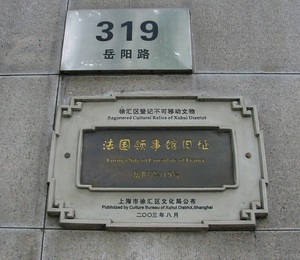 319
岳阳路
徐汇区登记不可移动文物
Registered Cultural Relics of Xuhui District
法国领事馆旧址
上海市徐汇区文化局公布
Publicized by Culture Bureau of Xuhui District,Shanghai
二〇〇三年八月